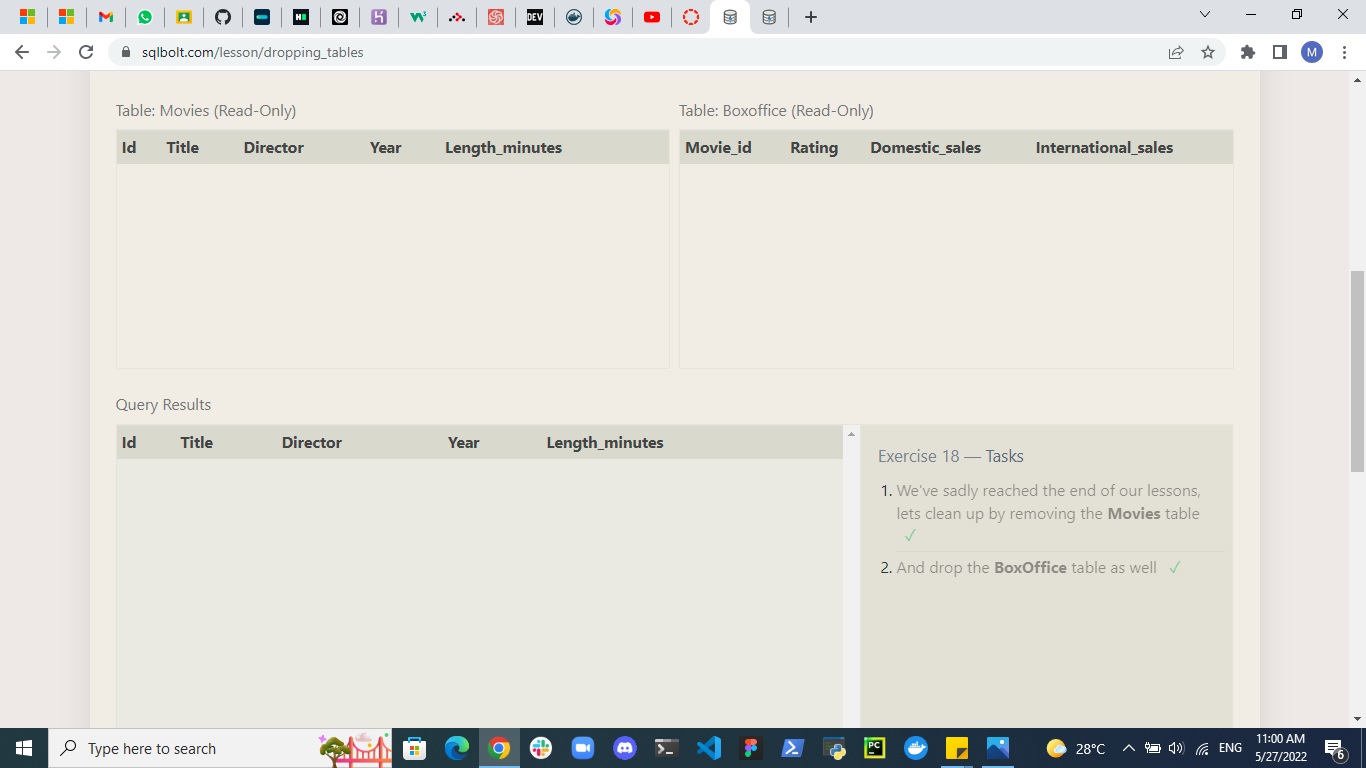 sqlbolt.com/lesson/dropping_tables
M
Table: Movies (Read-Only)
Table: Boxoffice (Read-Only)
Id Title Director Year Length_minutes
Movie_id Rating Domestic_sales International_sales
Query Results
Id Title Director Year Length_minutes
Exercise 18 — Tasks
1. We've sadly reached the end of our lessons,
lets clean up by removing the Movies table
✓
2. And drop the BoxOffice table as well ✓
Type here to search
28°C
ENG
11:00 AM
5/27/2022
6